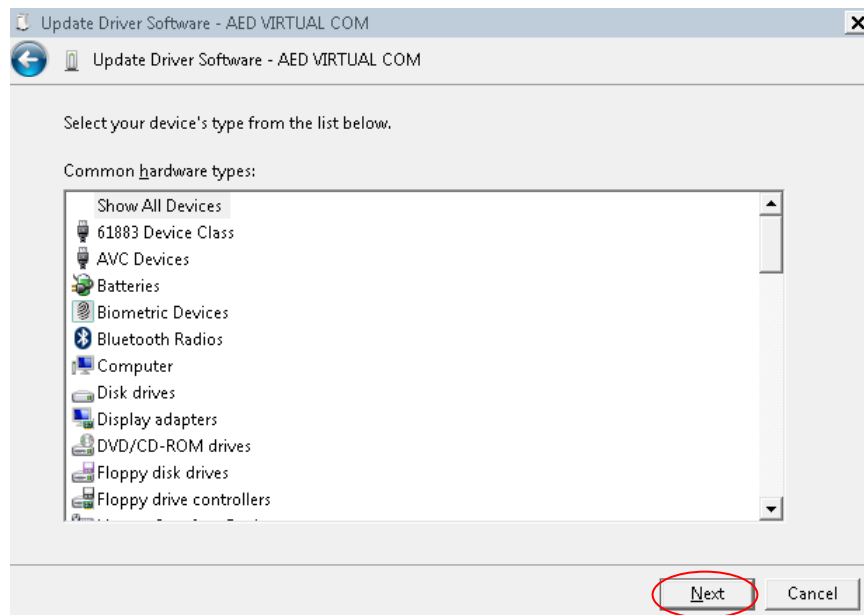 Update Driver Software - AED VIRTUAL COM
Update Driver Software - AED VIRTUAL COM
Select your device's type from the list below.
Common hardware types:
Show All Devices
61883 Device Class
AVC Devices
Batteries
Biometric Devices
Bluetooth Radios
Computer
Disk drives
Display adapters
DVD/CD-ROM drives
Floppy disk drives
Floppy drive controllers
Next Cancel